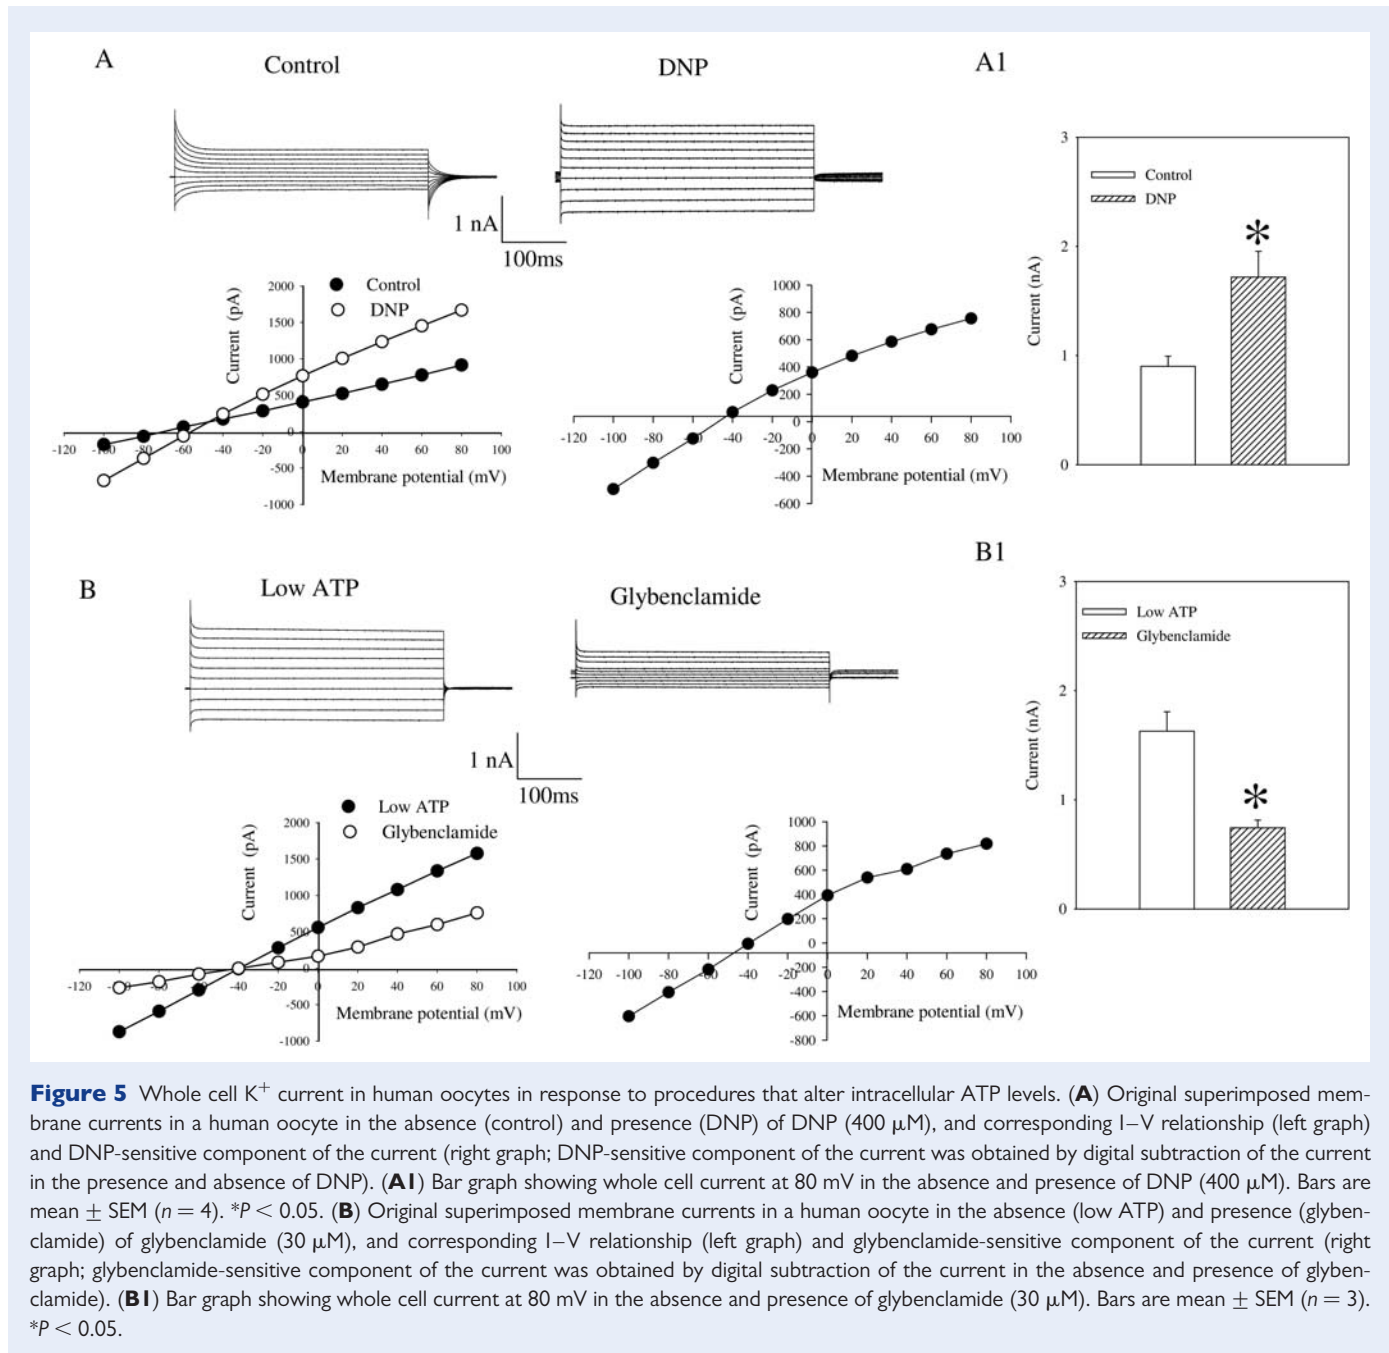 A
Control
DNP
A1
1 nA
100ms
3
2
1
0
Current (nA)
Control
DNP
*
2000
1500
1000
500
0
-500
-1000
Current (pA)
Control
DNP
-120 -100 -80 -60 -40 -20 0 20 40 60 80 100
Membrane potential (mV)
1000
800
600
400
200
0
-200
-400
-600
Current (pA)
-120 -100 -80 -60 -40 -20 0 20 40 60 80 100
Membrane potential (mV)
B
Low ATP
Glybenclamide
B1
1 nA
100ms
3
2
1
0
Current (nA)
Low ATP
Glybenclamide
*
2000
1500
1000
500
0
-500
-1000
Current (pA)
Low ATP
Glybenclamide
-120 -40 -20 0 20 40 60 80 100
Membrane potential (mV)
1000
800
600
400
200
0
-200
-400
-600
-800
Current (pA)
-120 -100 -80 -60 -40 -20 0 20 40 60 80 100
Membrane potential (mV)
Figure 5 Whole cell K+ current in human oocytes in response to procedures that alter intracellular ATP levels. (A) Original superimposed mem-
brane currents in a human oocyte in the absence (control) and presence (DNP) of DNP (400 μM), and corresponding I–V relationship (left graph)
and DNP-sensitive component of the current (right graph; DNP-sensitive component of the current was obtained by digital subtraction of the current
in the presence and absence of DNP). (A1) Bar graph showing whole cell current at 80 mV in the absence and presence of DNP (400 μM). Bars are
mean ± SEM (n = 4). *P < 0.05. (B) Original superimposed membrane currents in a human oocyte in the absence (low ATP) and presence (glyben-
clamide) of glybenclamide (30 μM), and corresponding I–V relationship (left graph) and glybenclamide-sensitive component of the current (right
graph; glybenclamide-sensitive component of the current was obtained by digital subtraction of the current in the absence and presence of glyben-
clamide). (B1) Bar graph showing whole cell current at 80 mV in the absence and presence of glybenclamide (30 μM). Bars are mean ± SEM (n = 3).
*P < 0.05.